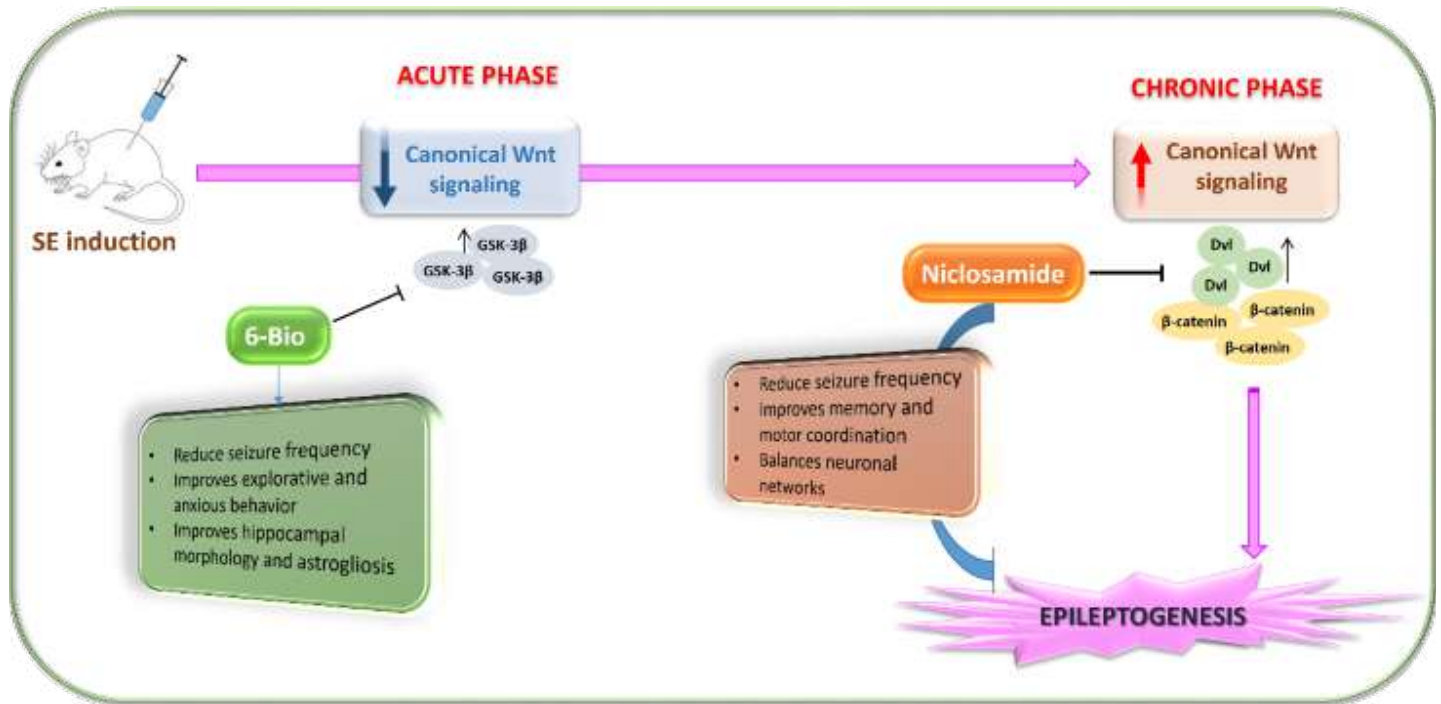 ACUTE PHASE
CHRONIC PHASE
Canonical Wnt
signaling
Canonical Wnt
signaling
SE induction
GSK-3β
GSK-3β
GSK-3β
6-Bio
Reduce seizure frequency
Improves explorative and
anxious behavior
Improves hippocampal
morphology and astrogliosis
Niclosamide
Dvl
Dvl
Dvl
β-catenin
β-catenin
β-catenin
Reduce seizure frequency
Improves memory and
motor coordination
Balances neuronal
networks
EPILEPTOGENESIS